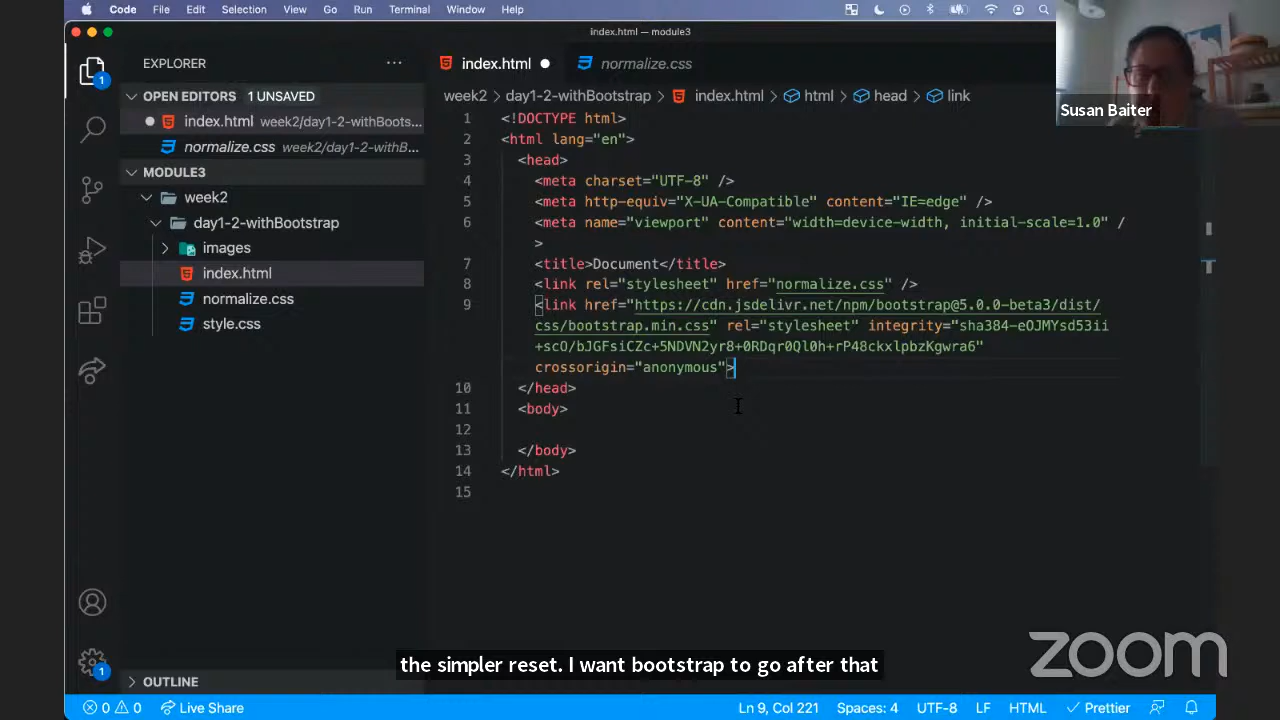 Code File Edit Selection View Go Run Terminal Window Help
index.html — module3
EXPLORER
OPEN EDITORS 1 UNSAVED
index.html week2/day1-2-withBoots...
normalize.css week2/day1-2-withB...
MODULE3
week2
day1-2-withBootstrap
images
index.html
normalize.css
style.css
OUTLINE
1
1
index.html
normalize.css
week2 > day1-2-withBootstrap > index.html > html > head > link
1 <!DOCTYPE html>
2 <html lang="en">
3 <head>
4 <meta charset="UTF-8" />
5 <meta http-equiv="X-UA-Compatible" content="IE=edge" />
6 <meta name="viewport" content="width=device-width, initial-scale=1.0" /
>
7 <title>Document</title>
8 <link rel="stylesheet" href="normalize.css" />
9 <link href="https://cdn.jsdelivr.net/npm/bootstrap@5.0.0-beta3/dist/
css/bootstrap.min.css" rel="stylesheet" integrity="sha384-eOJMYsd53ii
+scO/bJGFsiCZc+5NDVN2yr8+0RDqr0Ql0h+rP48ckxlpbzKgwra6"
crossorigin="anonymous">
10 </head>
11 <body>
12
13 </body>
14 </html>
15
Susan Baiter
the simpler reset. I want bootstrap to go after that
zoom
0 0 Live Share Ln 9, Col 221 Spaces: 4 UTF-8 LF HTML Prettier